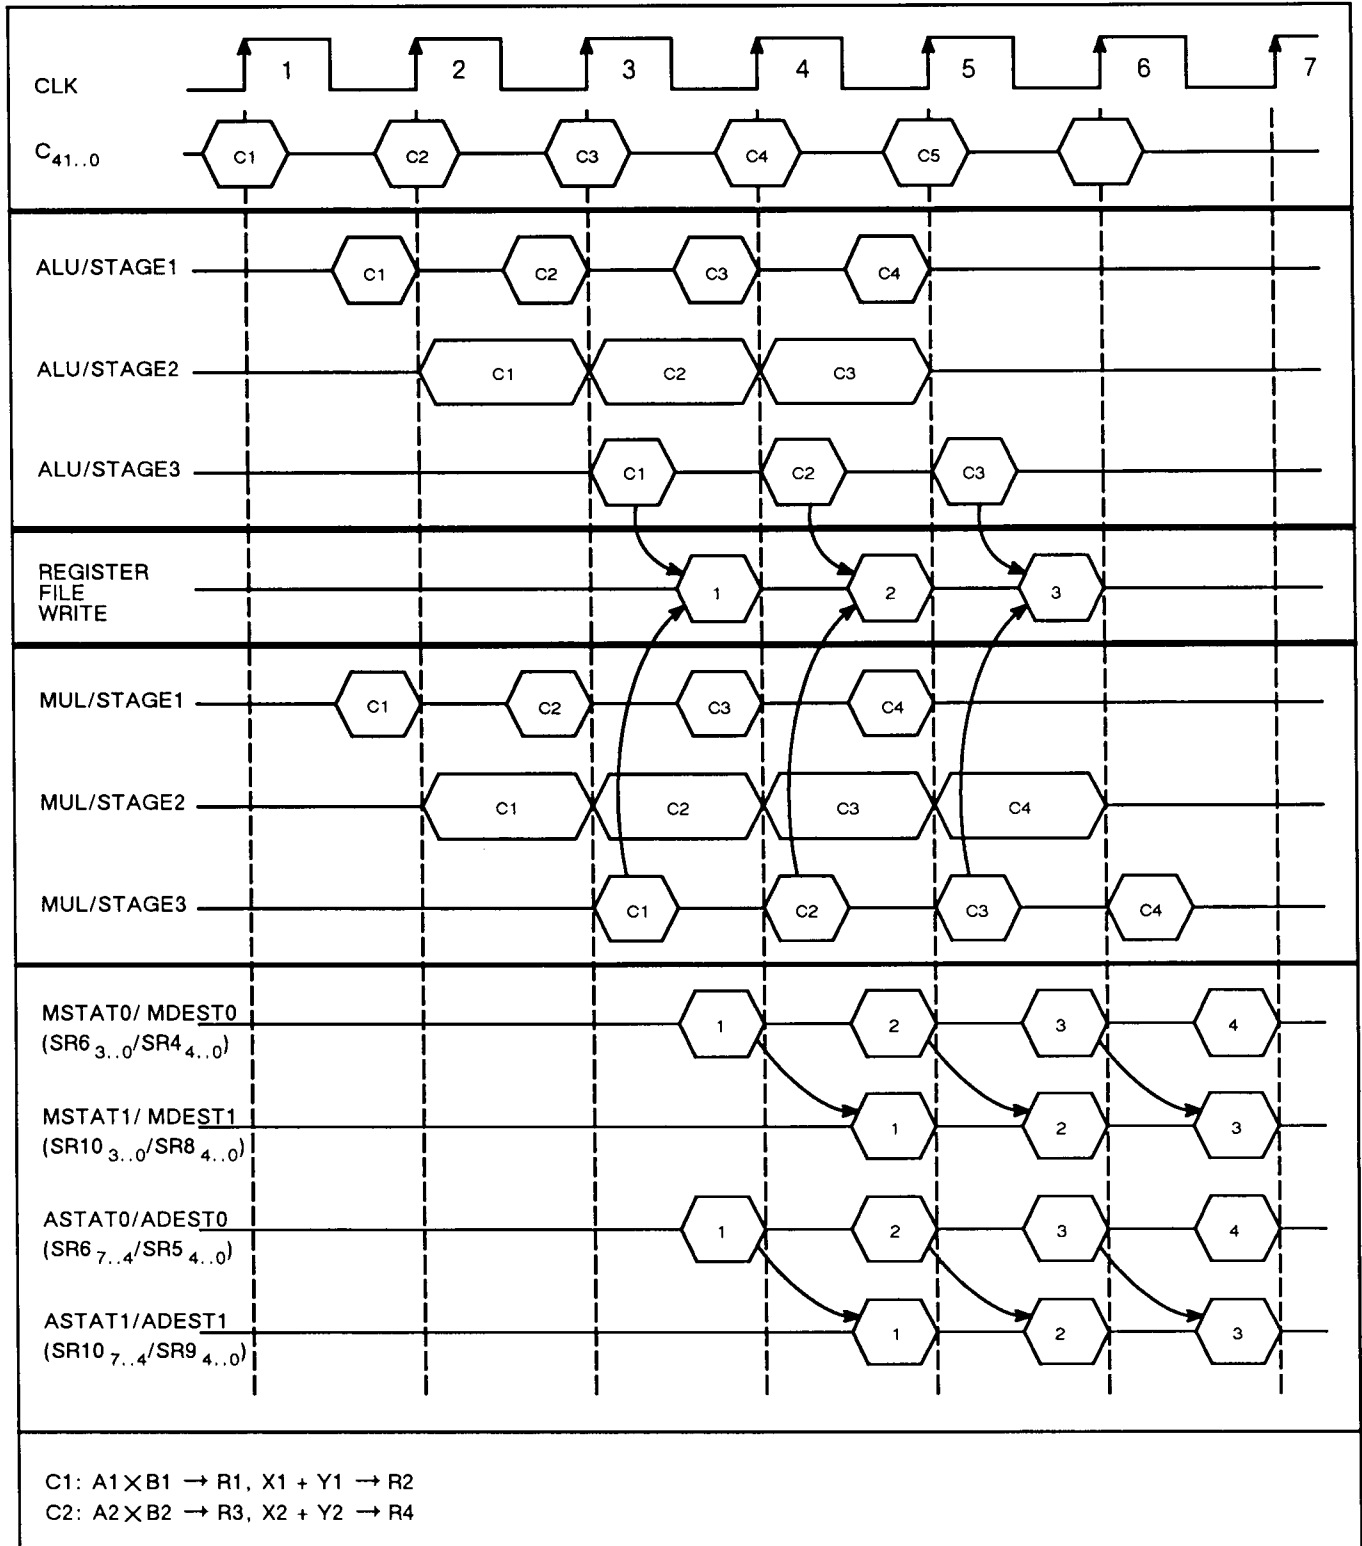 CLK 1 2 3 4 5 6 7
C41..0 C1 C2 C3 C4 C5
ALU/STAGE1 C1 C2 C3 C4
ALU/STAGE2 C1 C2 C3
ALU/STAGE3 C1 C2 C3
REGISTER
FILE 1 2 3
WRITE
MUL/STAGE1 C1 C2 C3 C4
MUL/STAGE2 C1 C2 C3 C4
MUL/STAGE3 C1 C2 C3 C4
MSTAT0/ MDEST0 1 2 3 4
(SR6 3..0/SR4 4..0)
MSTAT1/ MDEST1 1 2 3
(SR10 3..0/SR8 4..0)
ASTAT0/ADEST0 1 2 3 4
(SR6 7..4/SR5 4..0)
ASTAT1/ADEST1 1 2 3
(SR10 7..4/SR9 4..0)
C1: A1×B1 → R1, X1 + Y1 → R2
C2: A2×B2 → R3, X2 + Y2 → R4